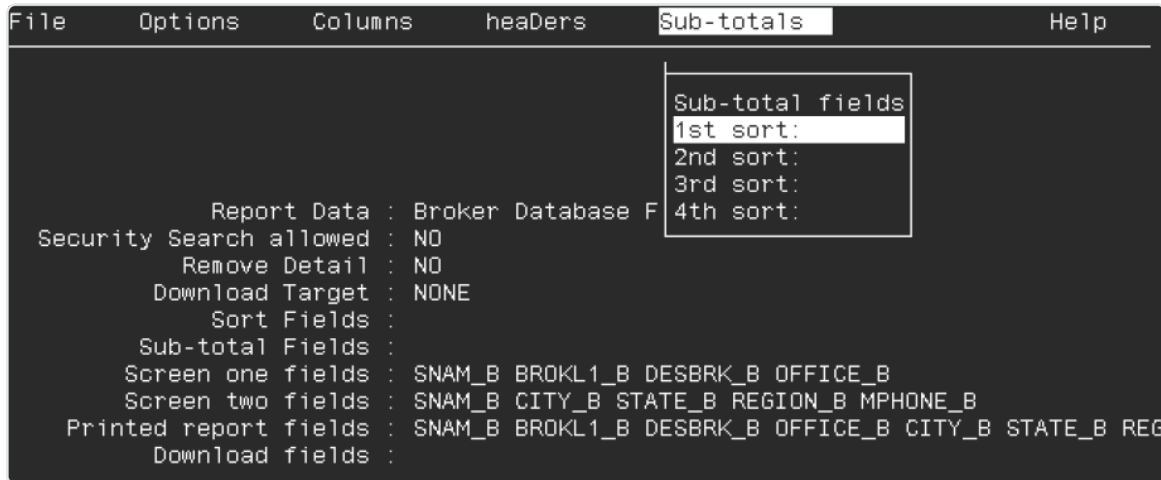 File Options Columns heaDers Sub-totals Help
Sub-total fields
1st sort:
2nd sort:
3rd sort:
4th sort:
Report Data : Broker Database F
Security Search allowed : NO
Remove Detail : NO
Download Target : NONE
Sort Fields :
Sub-total Fields :
Screen one fields : SNAM_B BROKL1_B DESBRK_B OFFICE_B
Screen two fields : SNAM_B CITY_B STATE_B REGION_B MPHONE_B
Printed report fields : SNAM_B BROKL1_B DESBRK_B OFFICE_B CITY_B STATE_B REG
Download fields :